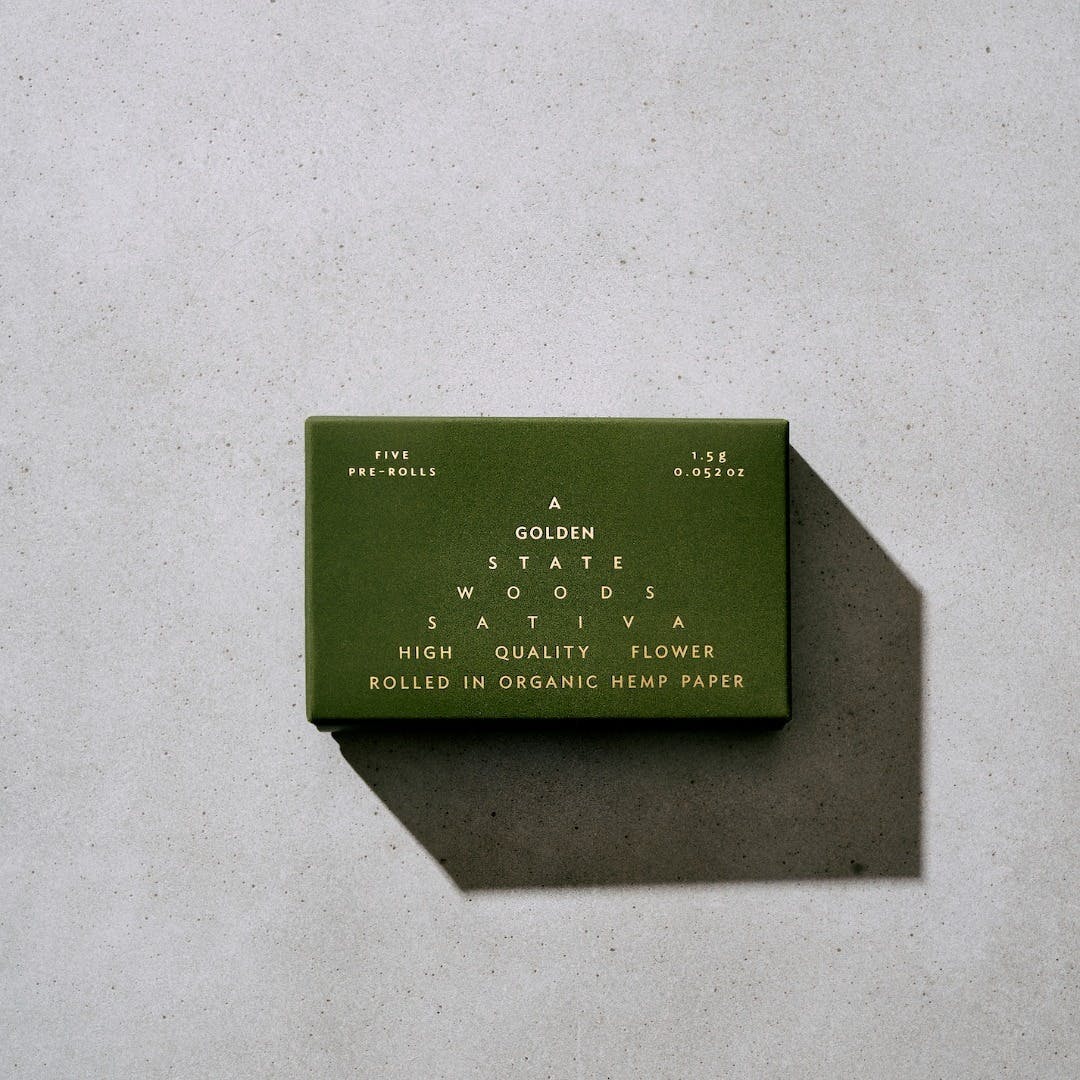 FIVE
PRE-ROLLS
1.5g
0.052oz
A
GOLDEN
STATE
WOODS
SATIVA
HIGH QUALITY FLOWER
ROLLED IN ORGANIC HEMP PAPER